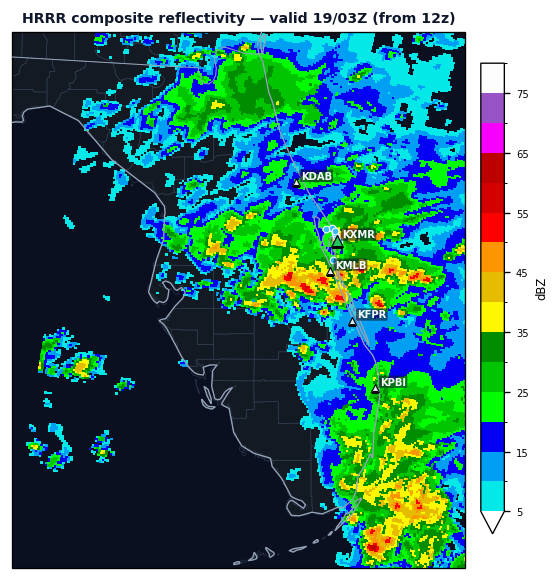 HRRR composite reflectivity — valid 19/03Z (from 12z)
KDAB
KXMR
KMLB
KFPR
KPBI
75
65
55
45
35
25
15
5
dBZ